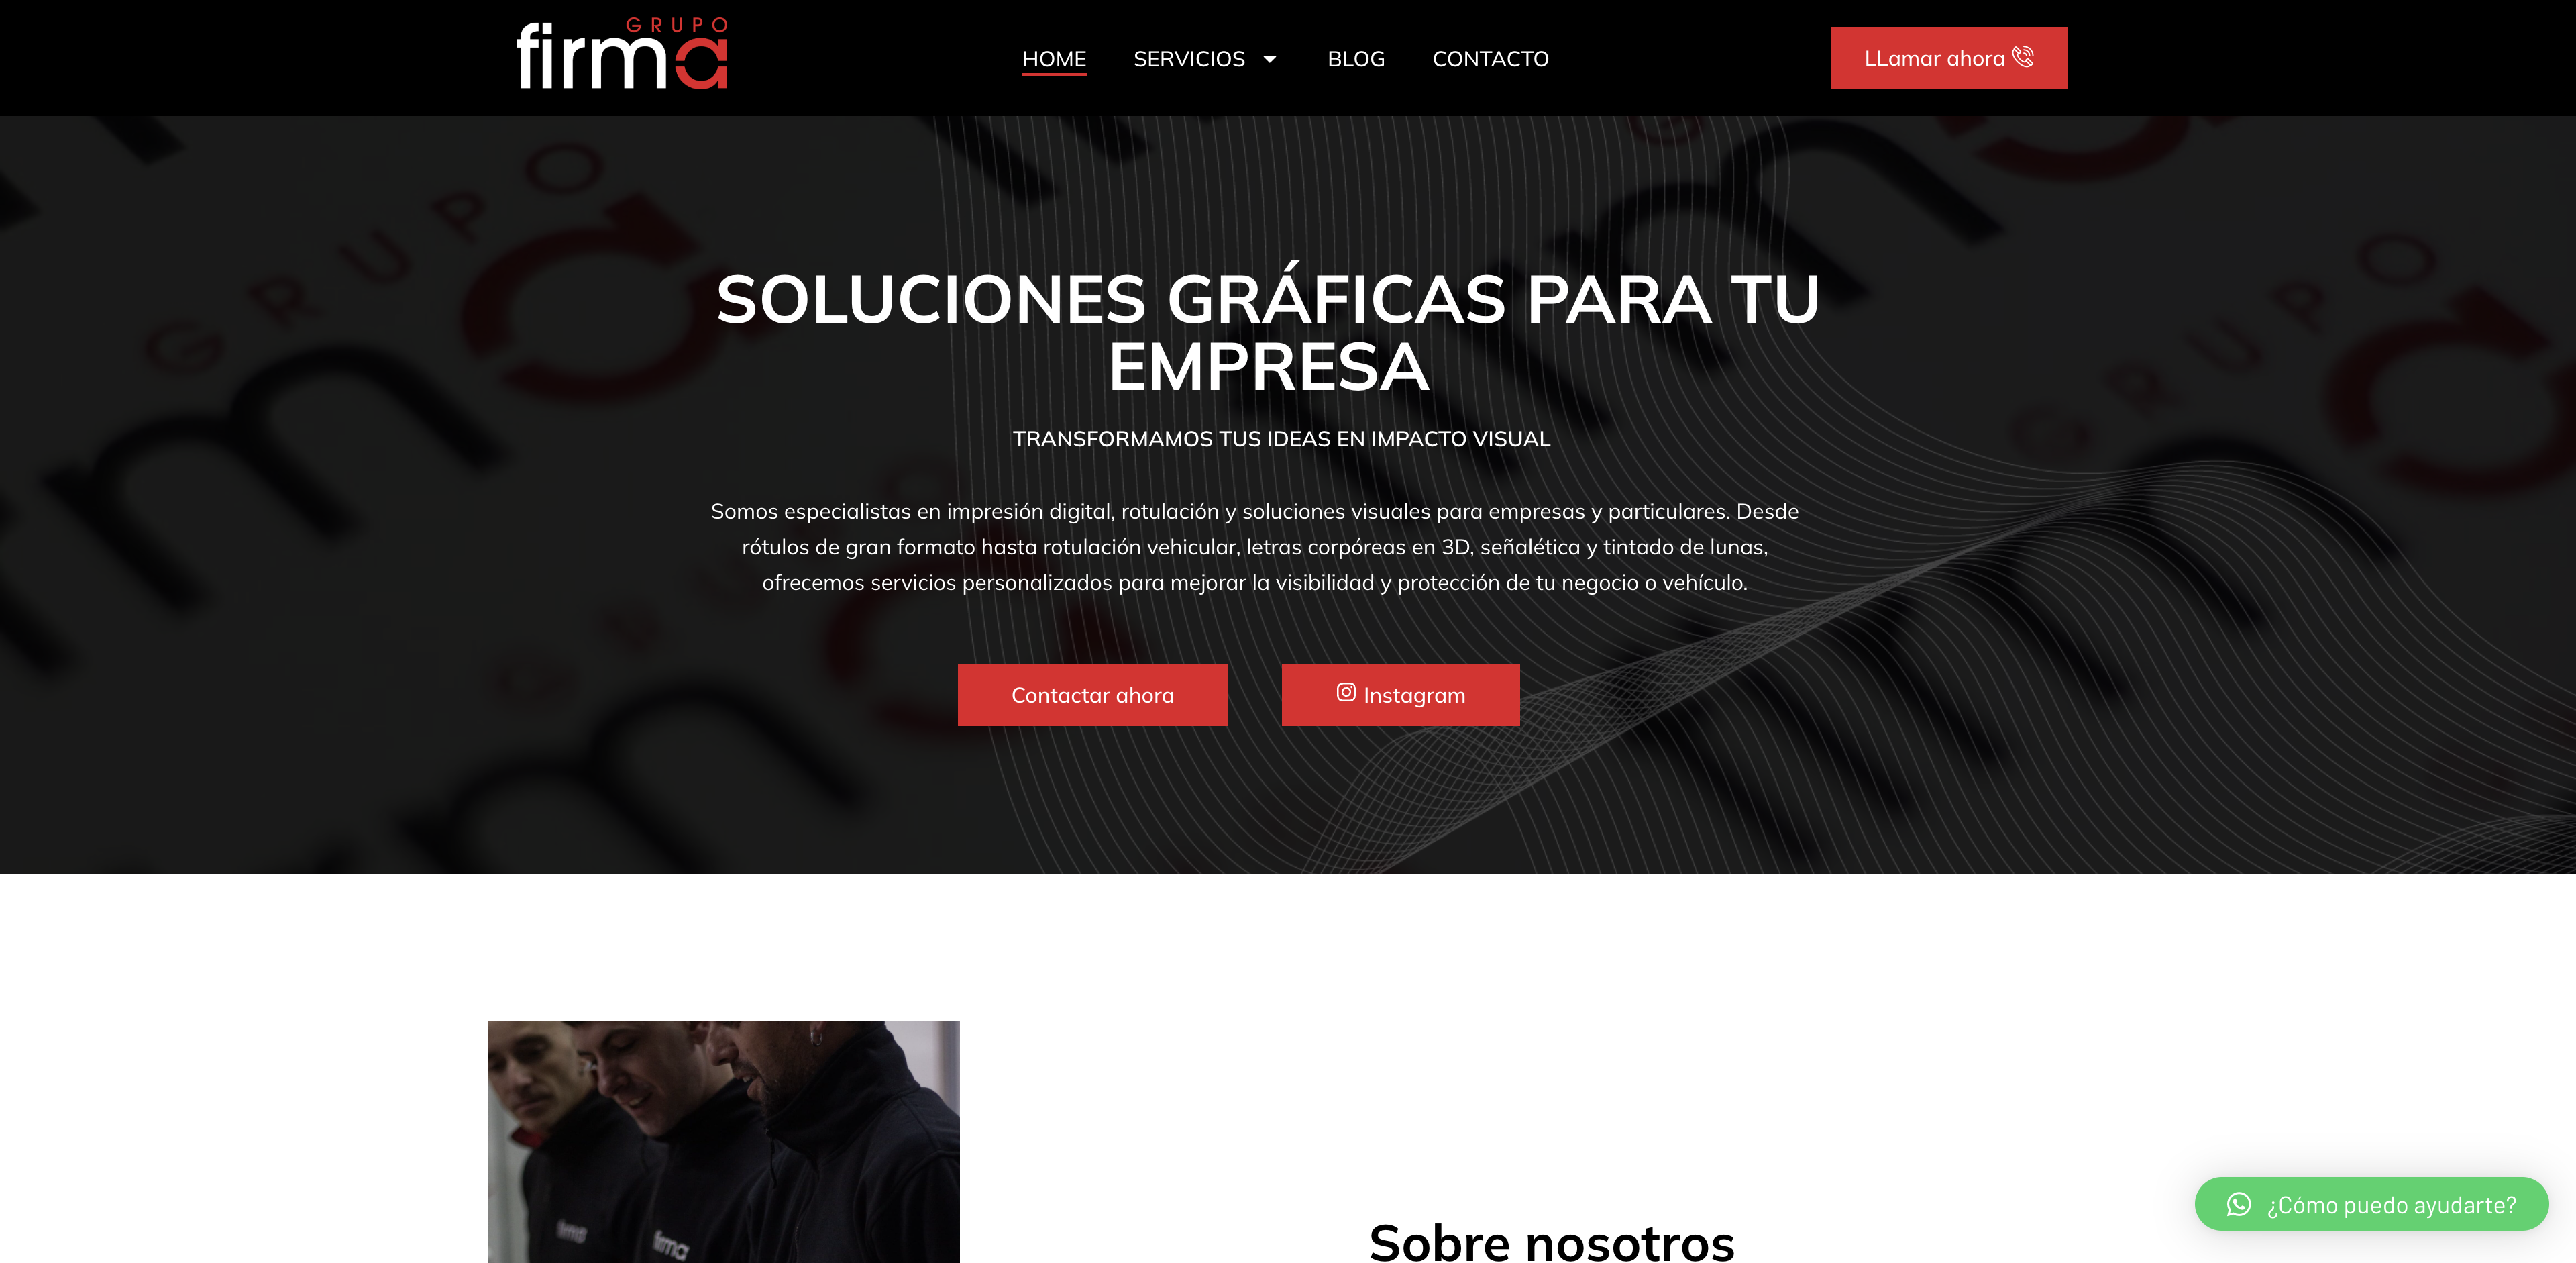 GRUPO
firma
HOME
SERVICIOS
BLOG
CONTACTO
LLamar ahora
SOLUCIONES GRÁFICAS PARA TU
EMPRESA
TRANSFORMAMOS TUS IDEAS EN IMPACTO VISUAL
Somos especialistas en impresión digital, rotulación y soluciones visuales para empresas y particulares. Desde
rótulos de gran formato hasta rotulación vehicular, letras corpóreas en 3D, señalética y tintado de lunas,
ofrecemos servicios personalizados para mejorar la visibilidad y protección de tu negocio o vehículo.
Contactar ahora
Instagram
firma
firma
Sobre nosotros
¿Cómo puedo ayudarte?